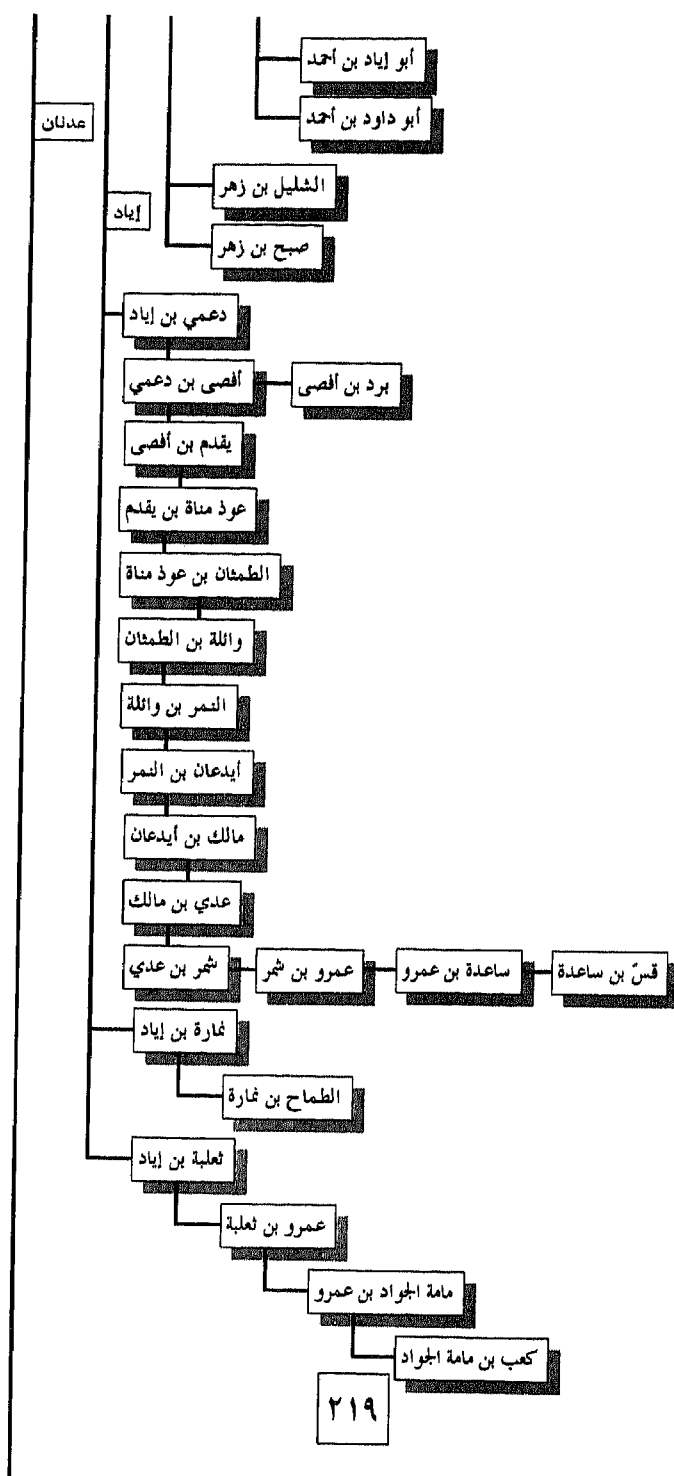 أبو إياد بن أحمد
أبو داود بن أحمد
عدنان
الشليل بن زهر
إياد
صبح بن زهر
دعمي بن إياد
أفصى بن دعمي
برد بن أفصى
يقدم بن أفصى
عوذ مناة بن يقدم
الطمثان بن عوذ مناة
وائلة بن الطمثان
النمر بن وائلة
أيدعان بن النمر
مالك بن أيدعان
عدي بن مالك
شمر بن عدي
عمرو بن شمر
ساعدة بن عمرو
قسّ بن ساعدة
نمارة بن إياد
الطماح بن نمارة
ثعلبة بن إياد
عمرو بن ثعلبة
مامة الجواد بن عمرو
كعب بن مامة الجواد
٢١٩